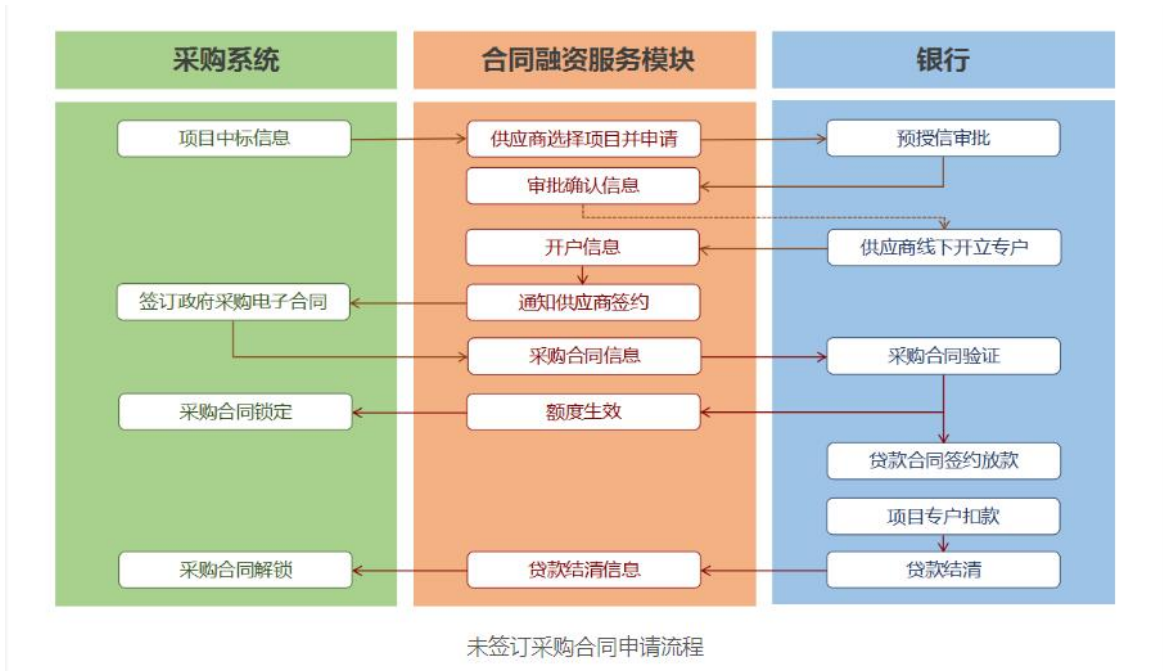 采购系统
合同融资服务模块
银行
项目中标信息
供应商选择项目并申请
预授信审批
审批确认信息
开户信息
供应商线下开立专户
签订政府采购电子合同
通知供应商签约
采购合同信息
采购合同验证
采购合同锁定
额度生效
贷款合同签约放款
项目专户扣款
采购合同解锁
贷款结清信息
贷款结清
未签订采购合同申请流程